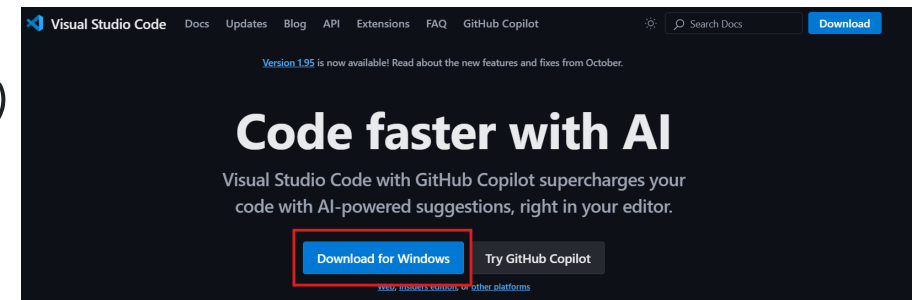 Visual Studio Code Docs Updates Blog API Extensions FAQ GitHub Copilot Search Docs Download
Version 1.95 is now available! Read about the new features and fixes from October.
)
Code faster with AI
Visual Studio Code with GitHub Copilot supercharges your
code with AI-powered suggestions, right in your editor.
Download for Windows Try GitHub Copilot
Web, Insiders edition, or other platforms